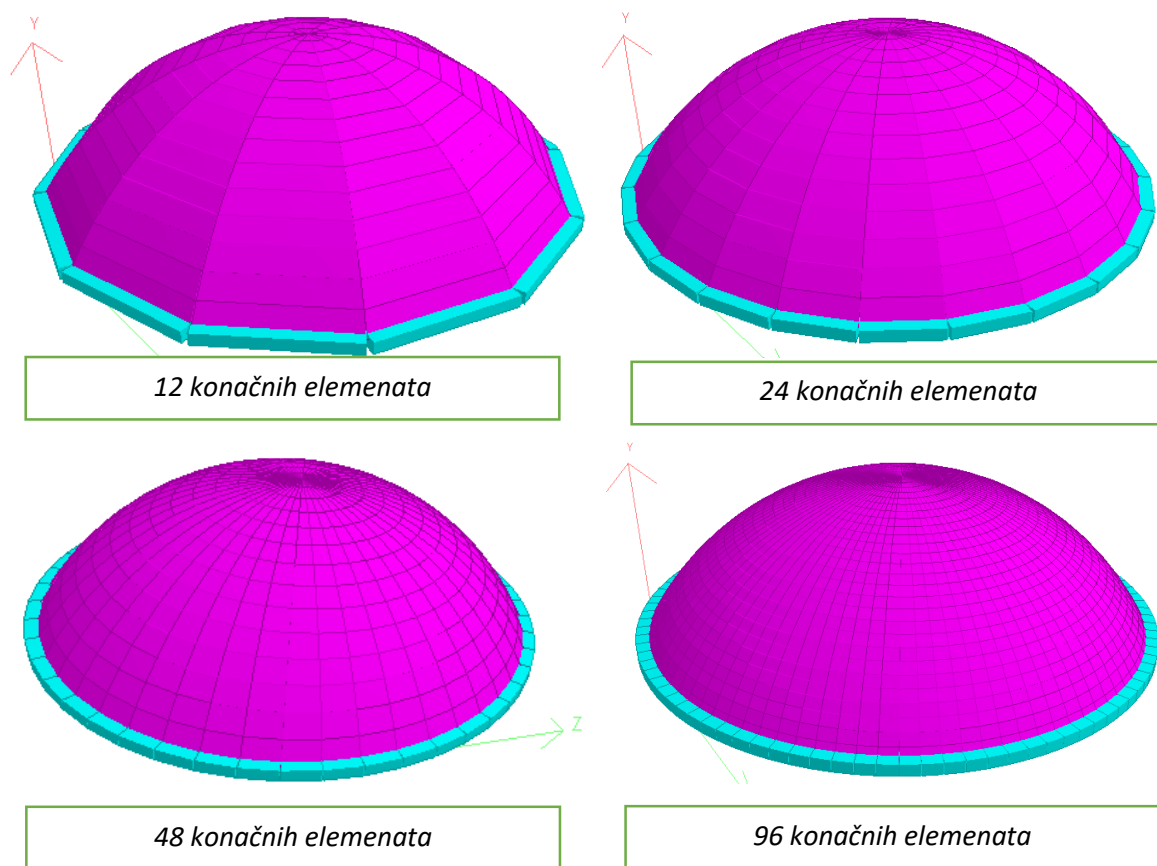 Y
Y
12 konačnih elemenata
24 konačnih elemenata
Y
Z
48 konačnih elemenata
96 konačnih elemenata